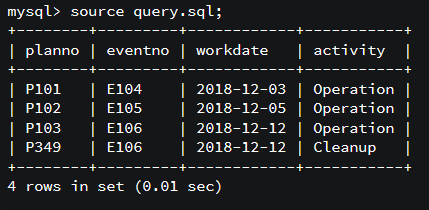 mysql> source query.sql;
+--------+---------+------------+-----------+
| planno | eventno | workdate   | activity  |
+--------+---------+------------+-----------+
| P101   | E104    | 2018-12-03 | Operation |
| P102   | E105    | 2018-12-05 | Operation |
| P103   | E106    | 2018-12-12 | Operation |
| P349   | E106    | 2018-12-12 | Cleanup   |
+--------+---------+------------+-----------+
4 rows in set (0.01 sec)